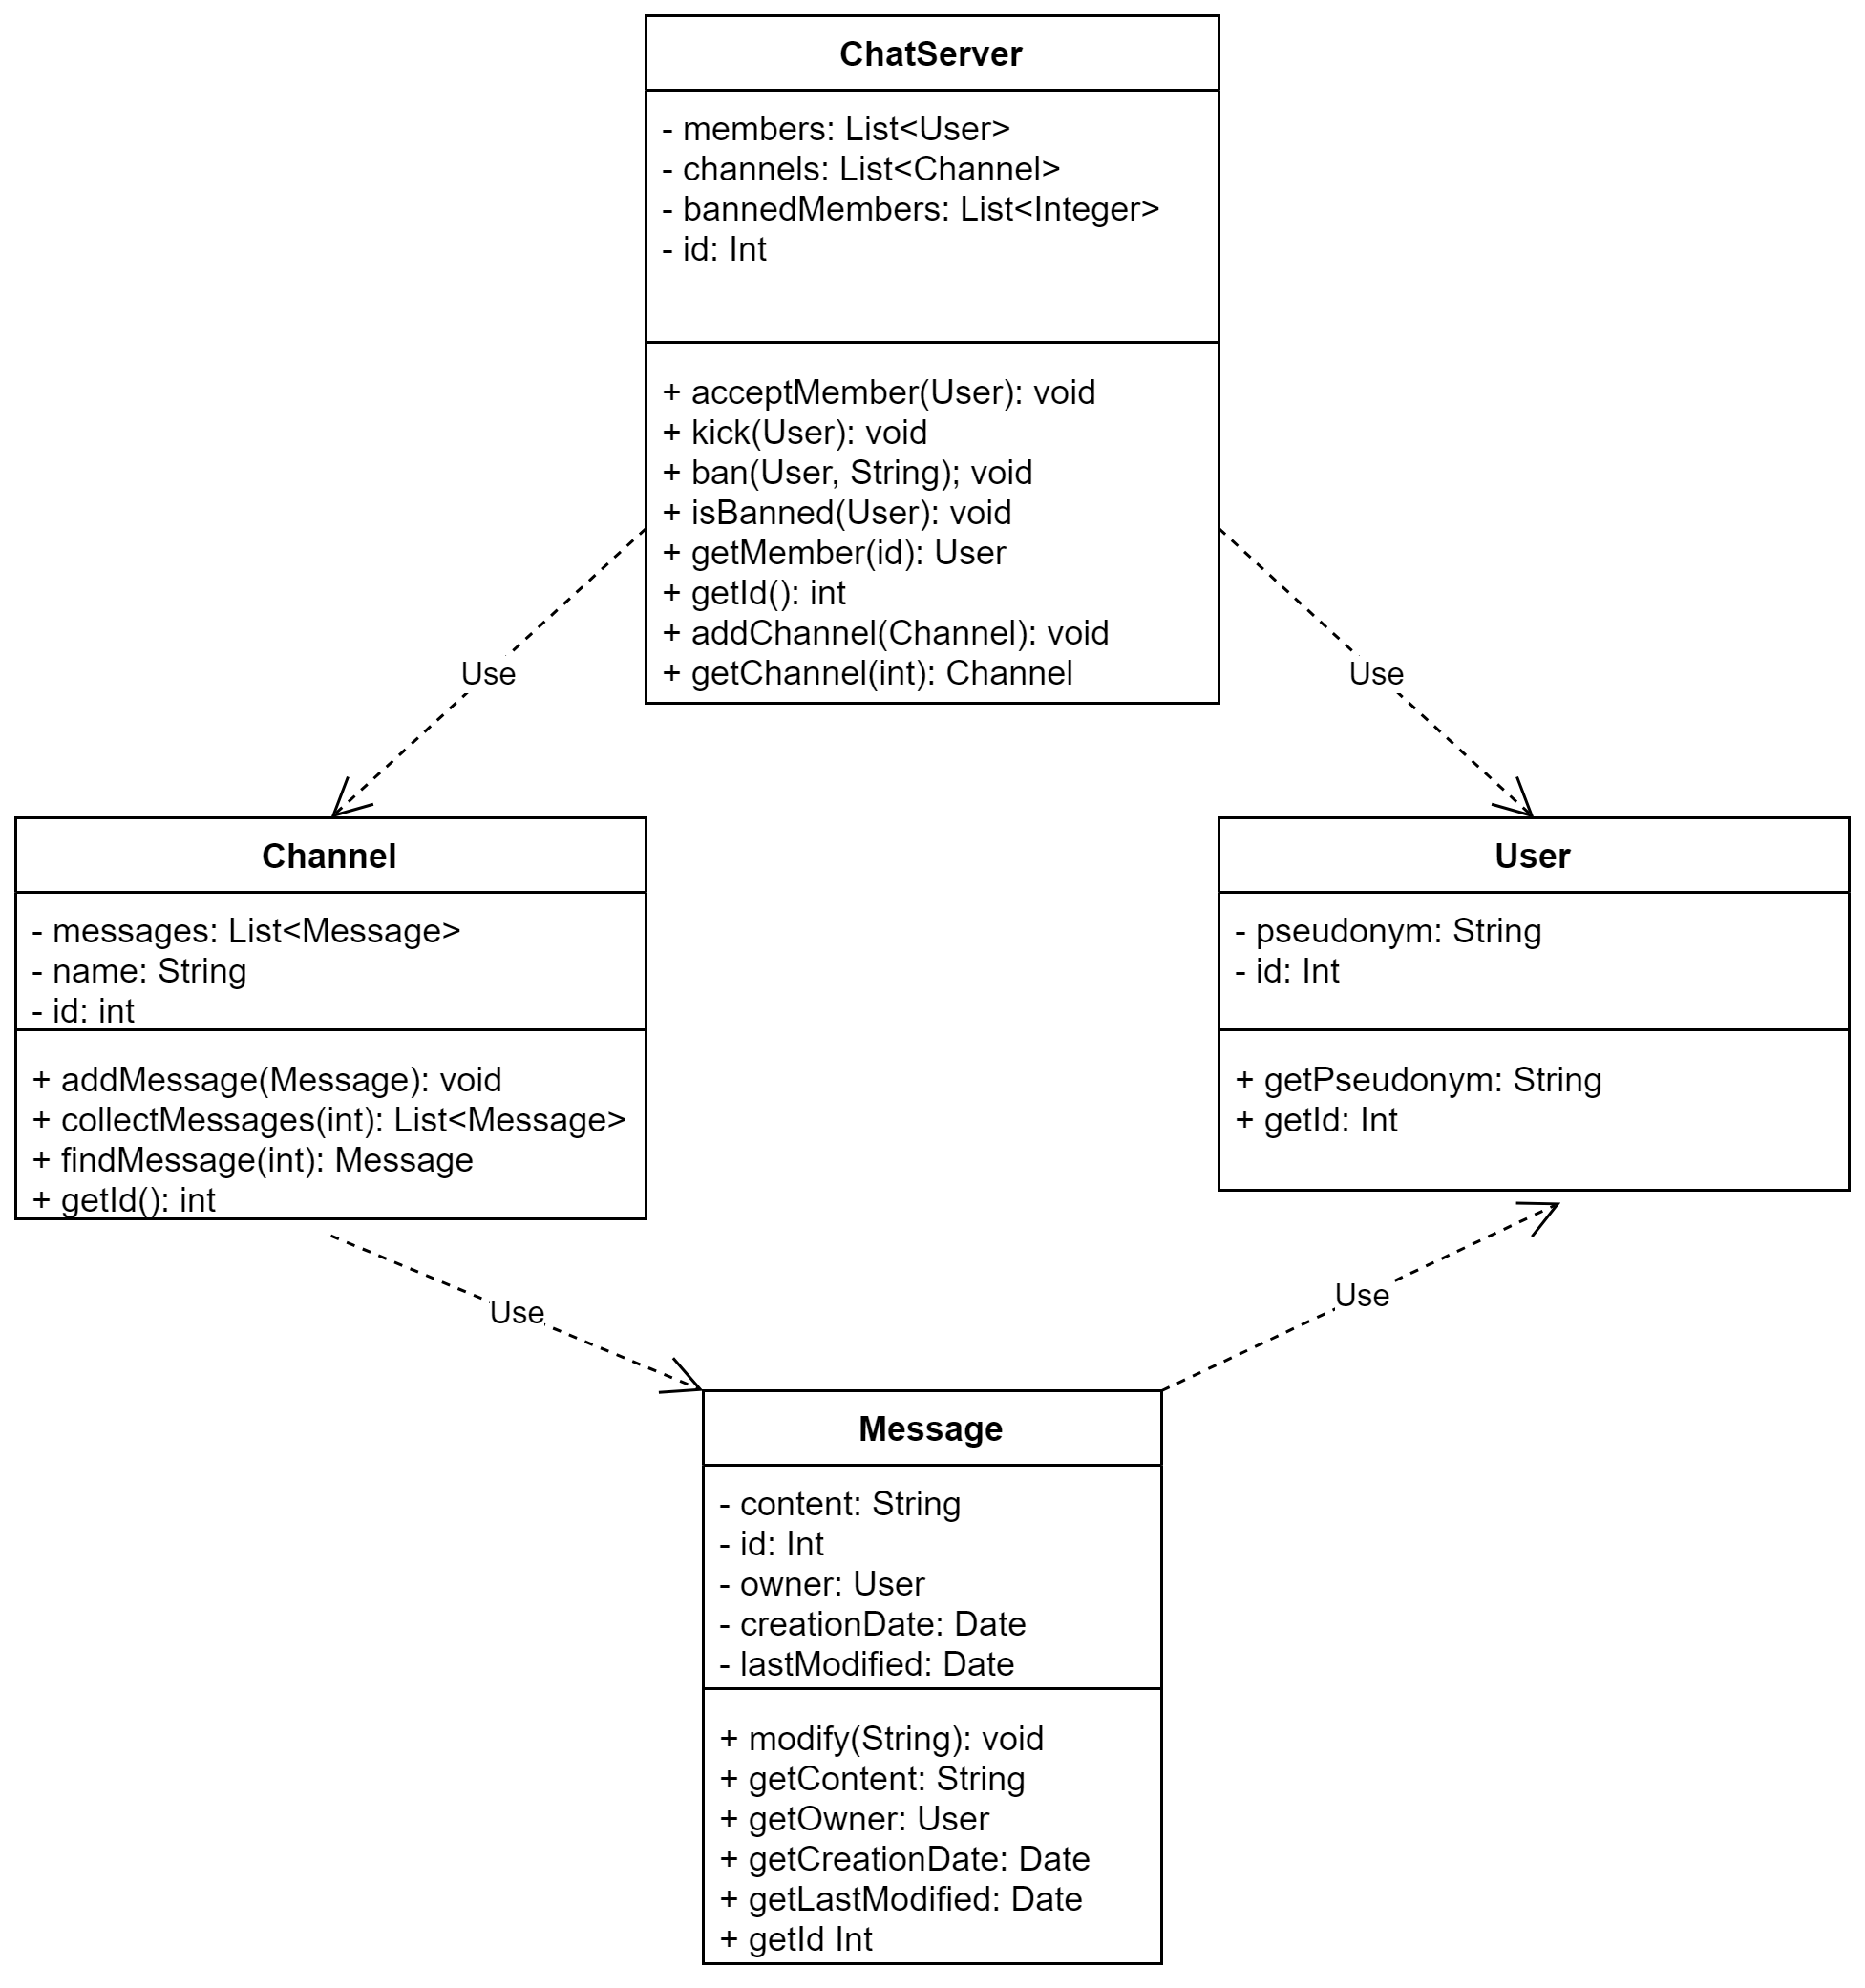 ChatServer
- members: List<User>
- channels: List<Channel>
- bannedMembers: List<Integer>
- id: Int
+ acceptMember(User): void
+ kick(User): void
+ ban(User, String); void
+ isBanned(User): void
+ getMember(id): User
+ getId(): int
+ addChannel(Channel): void
+ getChannel(int): Channel
Use
Use
Channel
- messages: List<Message>
- name: String
- id: int
+ addMessage(Message): void
+ collectMessages(int): List<Message>
+ findMessage(int): Message
+ getId(): int
User
- pseudonym: String
- id: Int
+ getPseudonym: String
+ getId: Int
Use
Use
Message
- content: String
- id: Int
- owner: User
- creationDate: Date
- lastModified: Date
+ modify(String): void
+ getContent: String
+ getOwner: User
+ getCreationDate: Date
+ getLastModified: Date
+ getId Int